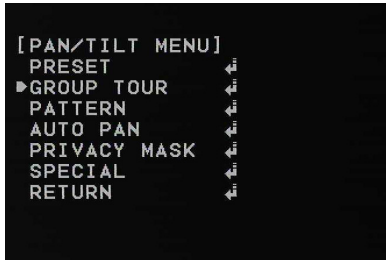 [PAN/TILT MENU]
PRESET
GROUP TOUR
PATTERN
AUTO PAN
PRIVACY MASK
SPECIAL
RETURN